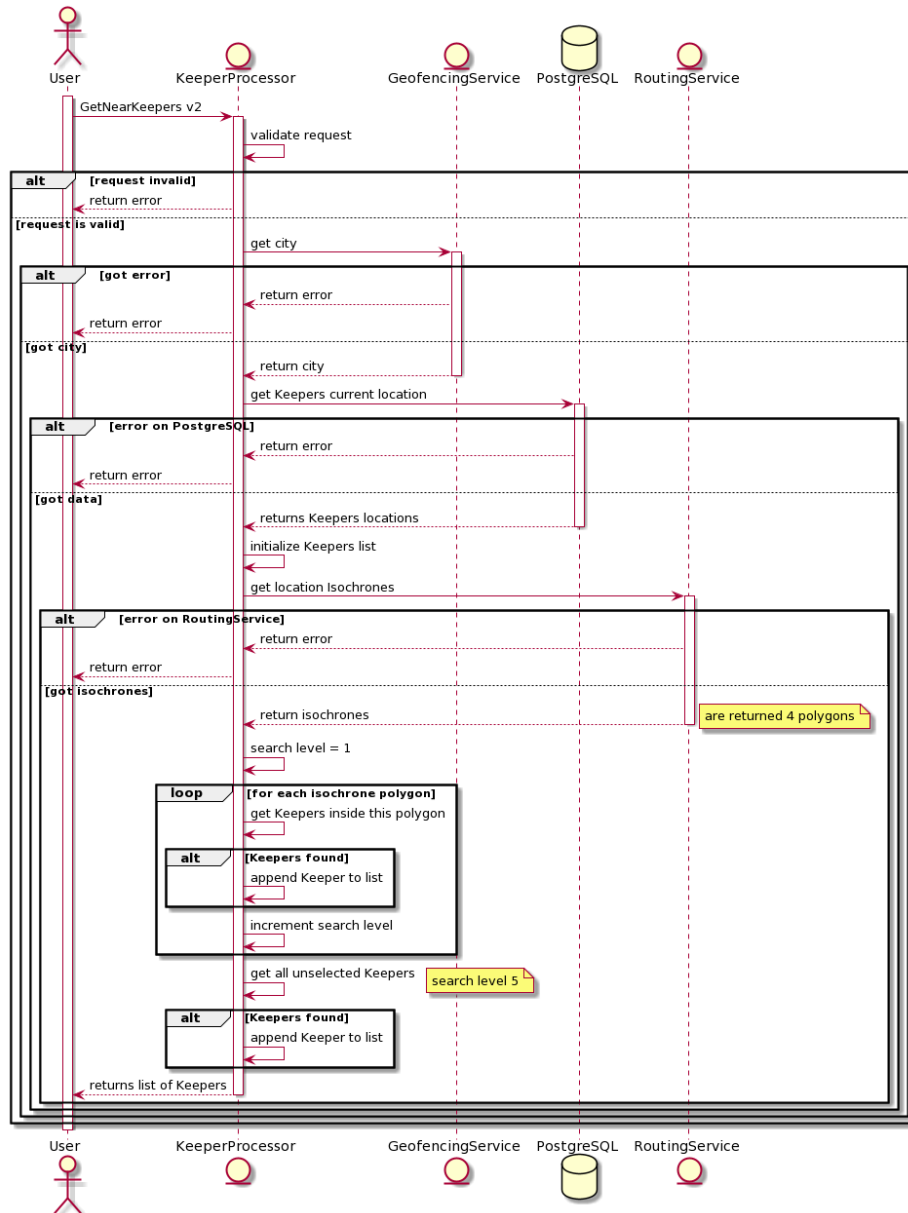 User
KeeperProcessor
GeofencingService
PostgreSQL
RoutingService
GetNearKeepers v2
validate request
alt
[request invalid]
return error
[request is valid]
get city
alt
[got error]
return error
return error
[got city]
return city
get Keepers current location
alt
[error on PostgreSQL]
return error
return error
[got data]
returns Keepers locations
initialize Keepers list
get location Isochrones
alt
[error on RoutingService]
return error
return error
[got isochrones]
return isochrones
are returned 4 polygons
search level = 1
loop
[for each isochrone polygon]
get Keepers inside this polygon
alt
[Keepers found]
append Keeper to list
increment search level
get all unselected Keepers
search level 5
alt
[Keepers found]
append Keeper to list
returns list of Keepers
User
KeeperProcessor
GeofencingService
PostgreSQL
RoutingService